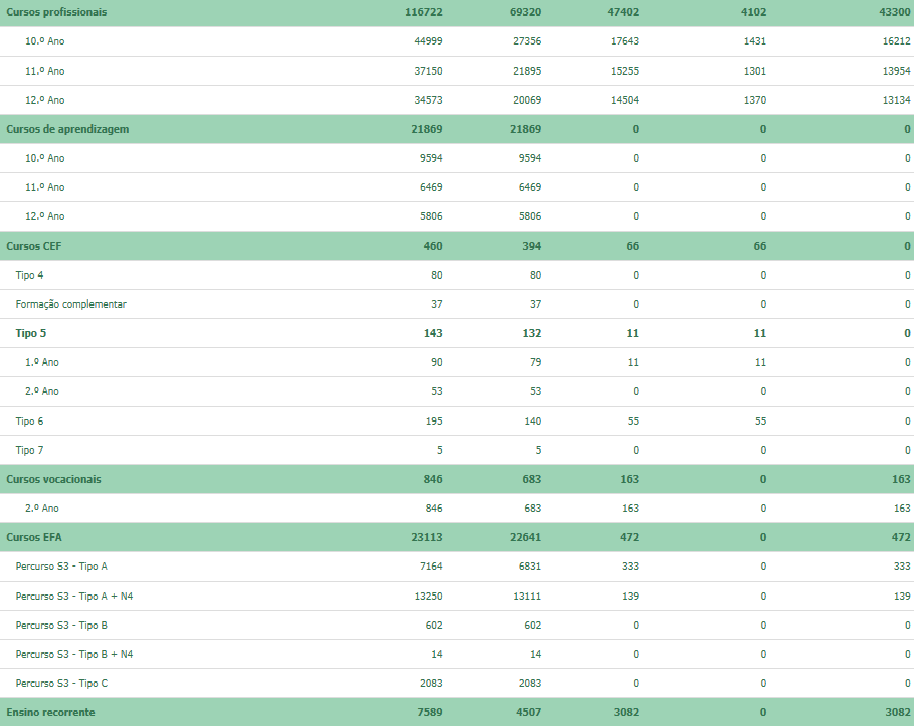 Cursos profissionais 116722 69320 47402 4102 43300
10.º Ano 44999 27356 17643 1431 16212
11.º Ano 37150 21895 15255 1301 13954
12.º Ano 34573 20069 14504 1370 13134
Cursos de aprendizagem 21869 21869 0 0 0
10.º Ano 9594 9594 0 0 0
11.º Ano 6469 6469 0 0 0
12.º Ano 5806 5806 0 0 0
Cursos CEF 460 394 66 66 0
Tipo 4 80 80 0 0 0
Formação complementar 37 37 0 0 0
Tipo 5 143 132 11 11 0
1.º Ano 90 79 11 11 0
2.º Ano 53 53 0 0 0
Tipo 6 195 140 55 55 0
Tipo 7 5 5 0 0 0
Cursos vocacionais 846 683 163 0 163
2.º Ano 846 683 163 0 163
Cursos EFA 23113 22641 472 0 472
Percurso S3 - Tipo A 7164 6831 333 0 333
Percurso S3 - Tipo A + N4 13250 13111 139 0 139
Percurso S3 - Tipo B 602 602 0 0 0
Percurso S3 - Tipo B + N4 14 14 0 0 0
Percurso S3 - Tipo C 2083 2083 0 0 0
Ensino recorrente 7589 4507 3082 0 3082